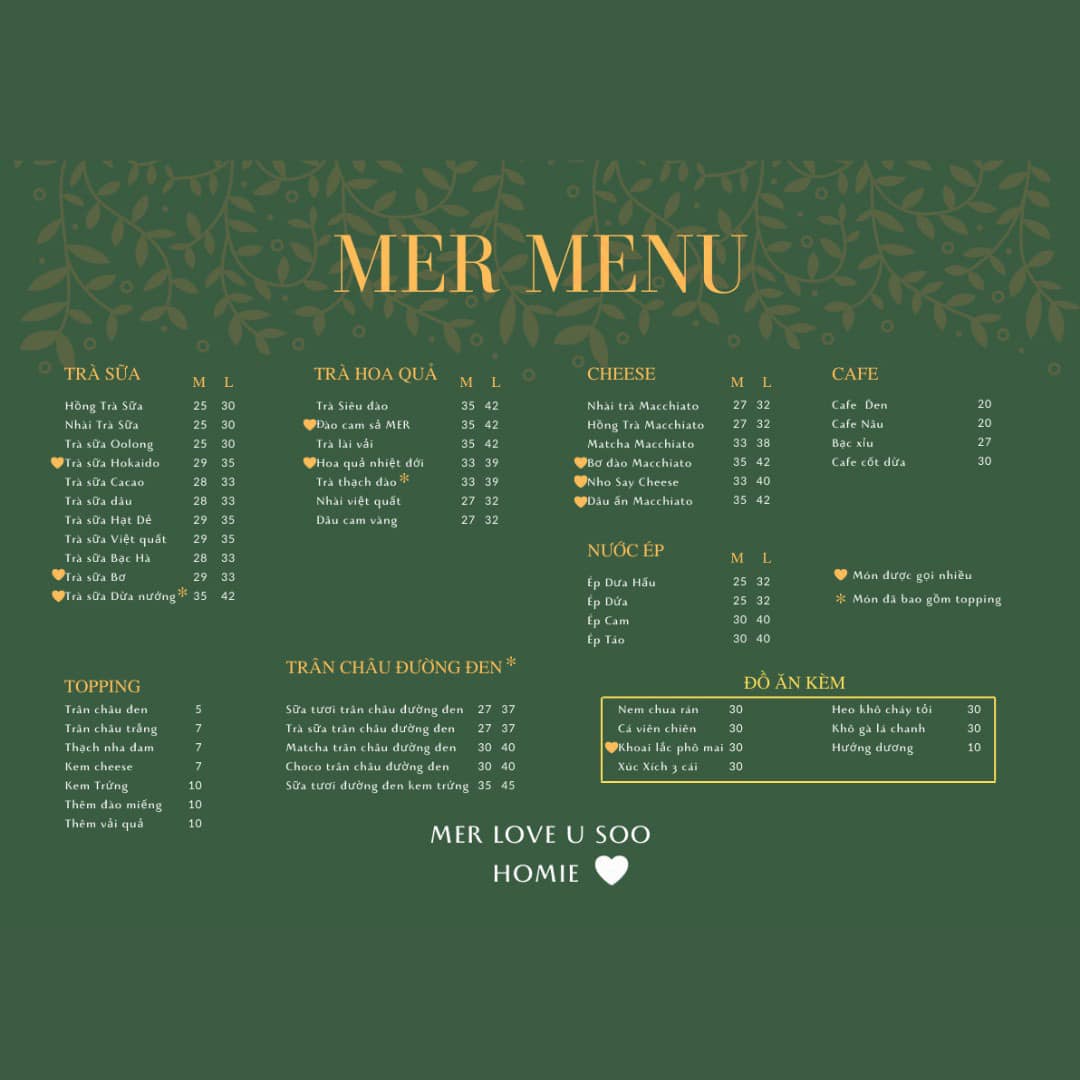 MER MENU
TRÀ SỮA M L
Hồng Trà Sữa 25 30
Nhài Trà Sữa 25 30
Trà sữa Oolong 25 30
Trà sữa Hokaido 29 35
Trà sữa Cacao 28 33
Trà sữa dâu 28 33
Trà sữa Hạt Dẻ 29 35
Trà sữa Việt quất 29 35
Trà sữa Bạc Hà 28 33
Trà sữa Bơ 29 33
Trà sữa Dừa nướng* 35 42
TRÀ HOA QUẢ M L
Trà Siêu đào 35 42
Đào cam sả MER 35 42
Trà lài vải 35 42
Hoa quả nhiệt đới 33 39
Trà thạch đào* 33 39
Nhài việt quất 27 32
Dâu cam vàng 27 32
CHEESE M L
Nhài trà Macchiato 27 32
Hồng Trà Macchiato 27 32
Matcha Macchiato 33 38
Bơ đào Macchiato 35 42
Nho Say Cheese 33 40
Dâu ấn Macchiato 35 42
CAFE
Cafe Đen 20
Cafe Nâu 20
Bạc xỉu 27
Cafe cốt dừa 30
NƯỚC ÉP M L
Ép Dưa Hấu 25 32
Ép Dứa 25 32
Ép Cam 30 40
Ép Táo 30 40
Món được gọi nhiều
* Món đã bao gồm topping
TOPPING
Trân châu đen 5
Trân châu trắng 7
Thạch nha đam 7
Kem cheese 7
Kem Trứng 10
Thêm đào miếng 10
Thêm vải quả 10
TRÂN CHÂU ĐƯỜNG ĐEN*
Sữa tươi trân châu đường đen 27 37
Trà sữa trân châu đường đen 27 37
Matcha trân châu đường đen 30 40
Choco trân châu đường đen 30 40
Sữa tươi đường đen kem trứng 35 45
ĐỒ ĂN KÈM
Nem chua rán 30
Cá viên chiên 30
Khoai lắc phô mai 30
Xúc Xích 3 cái 30
Heo khô cháy tỏi 30
Khô gà lá chanh 30
Hướng dương 10
MER LOVE U SOO
HOMIE